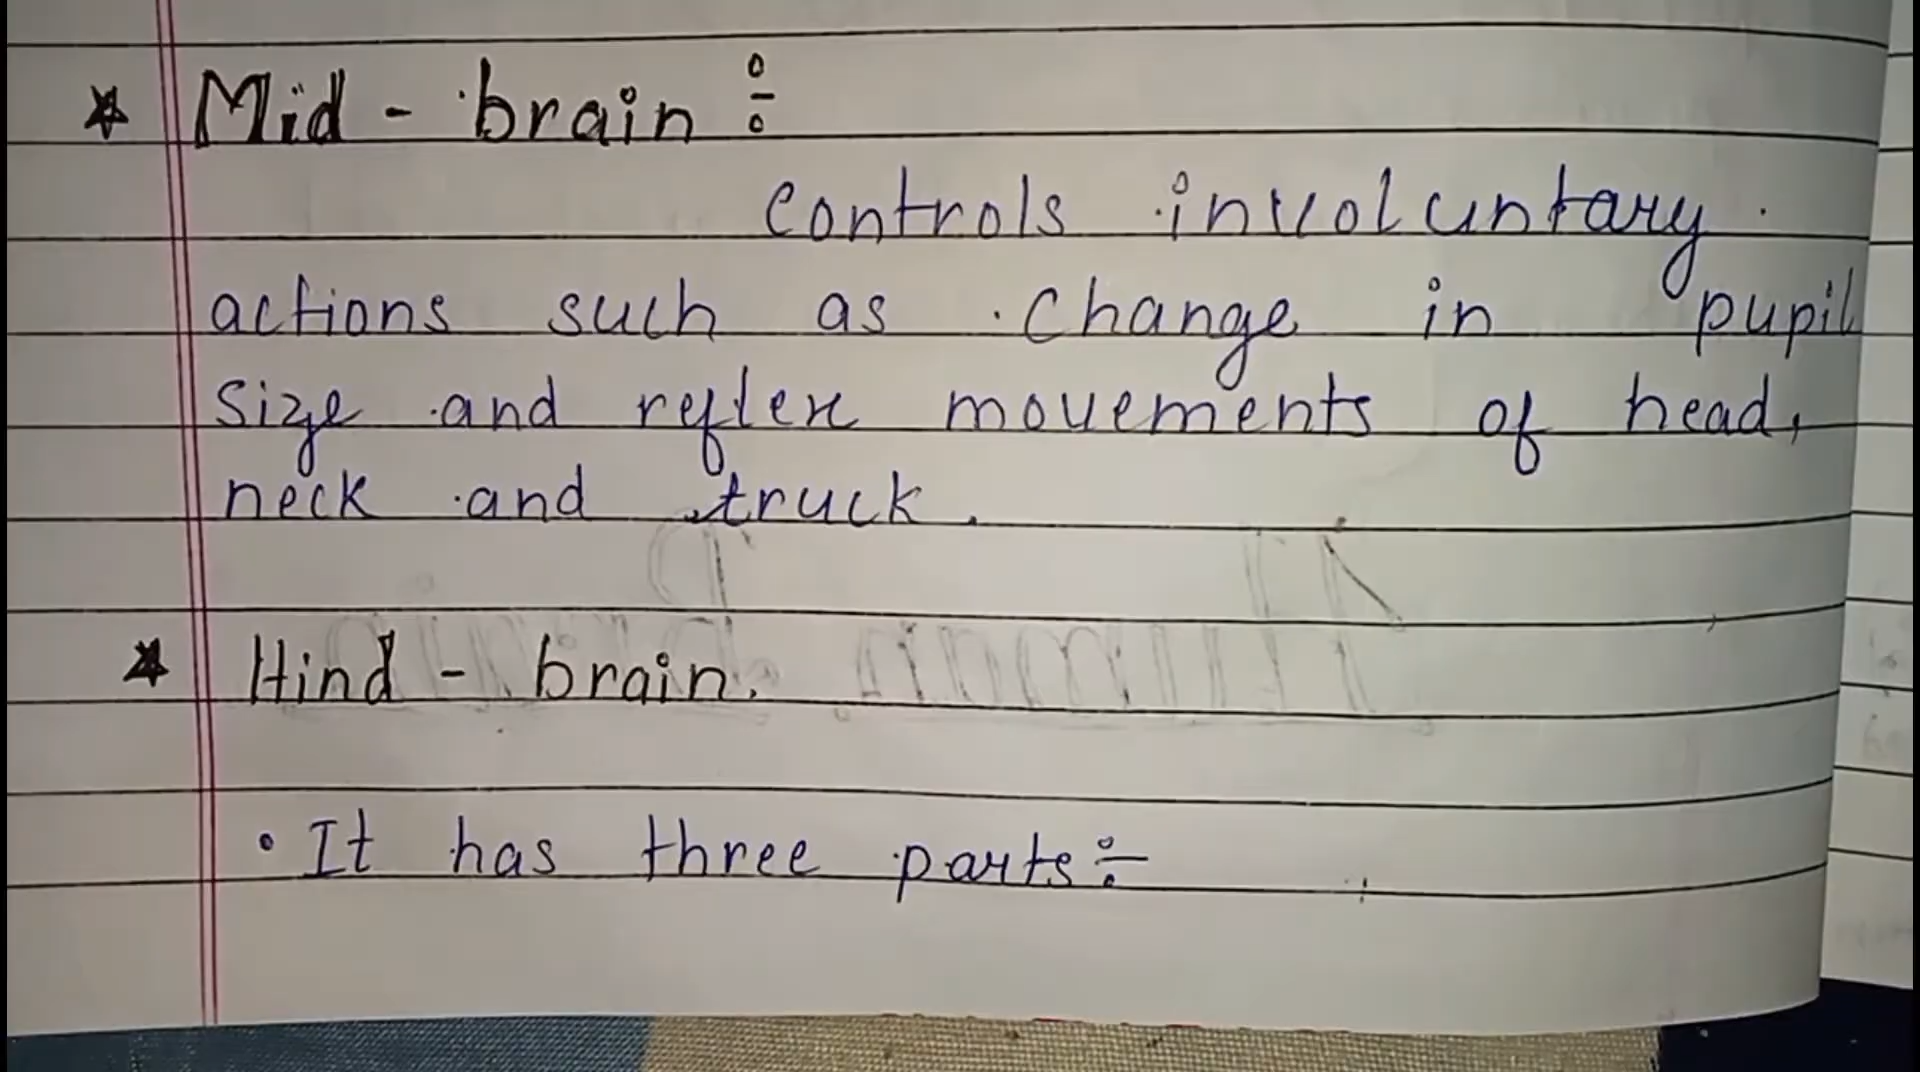 * Mid - brain :-
controls involuntary
actions such as change in pupil
size and reflex movements of head,
neck and truck.
* Hind - brain.
• It has three parts :-